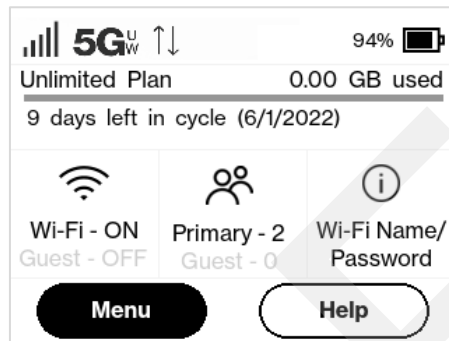 5G UW 94%
Unlimited Plan 0.00 GB used
9 days left in cycle (6/1/2022)
Wi-Fi - ON Primary - 2 Wi-Fi Name/
Guest - OFF Guest - 0 Password
Menu Help